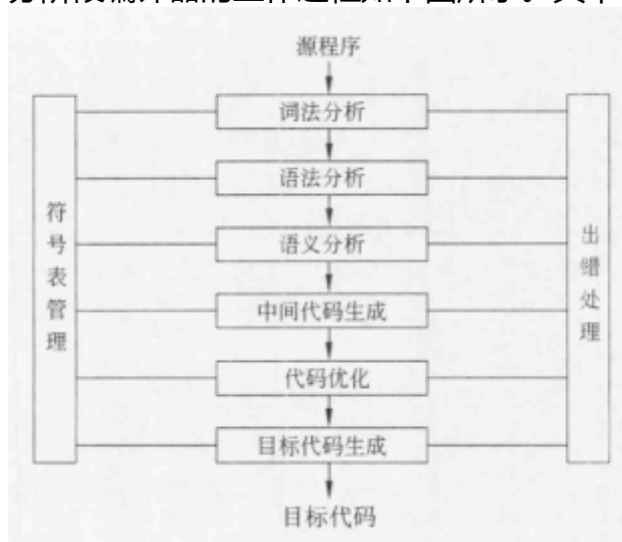 源程序
词法分析
语法分析
语义分析
中间代码生成
代码优化
目标代码生成
目标代码
符号表管理
出错处理